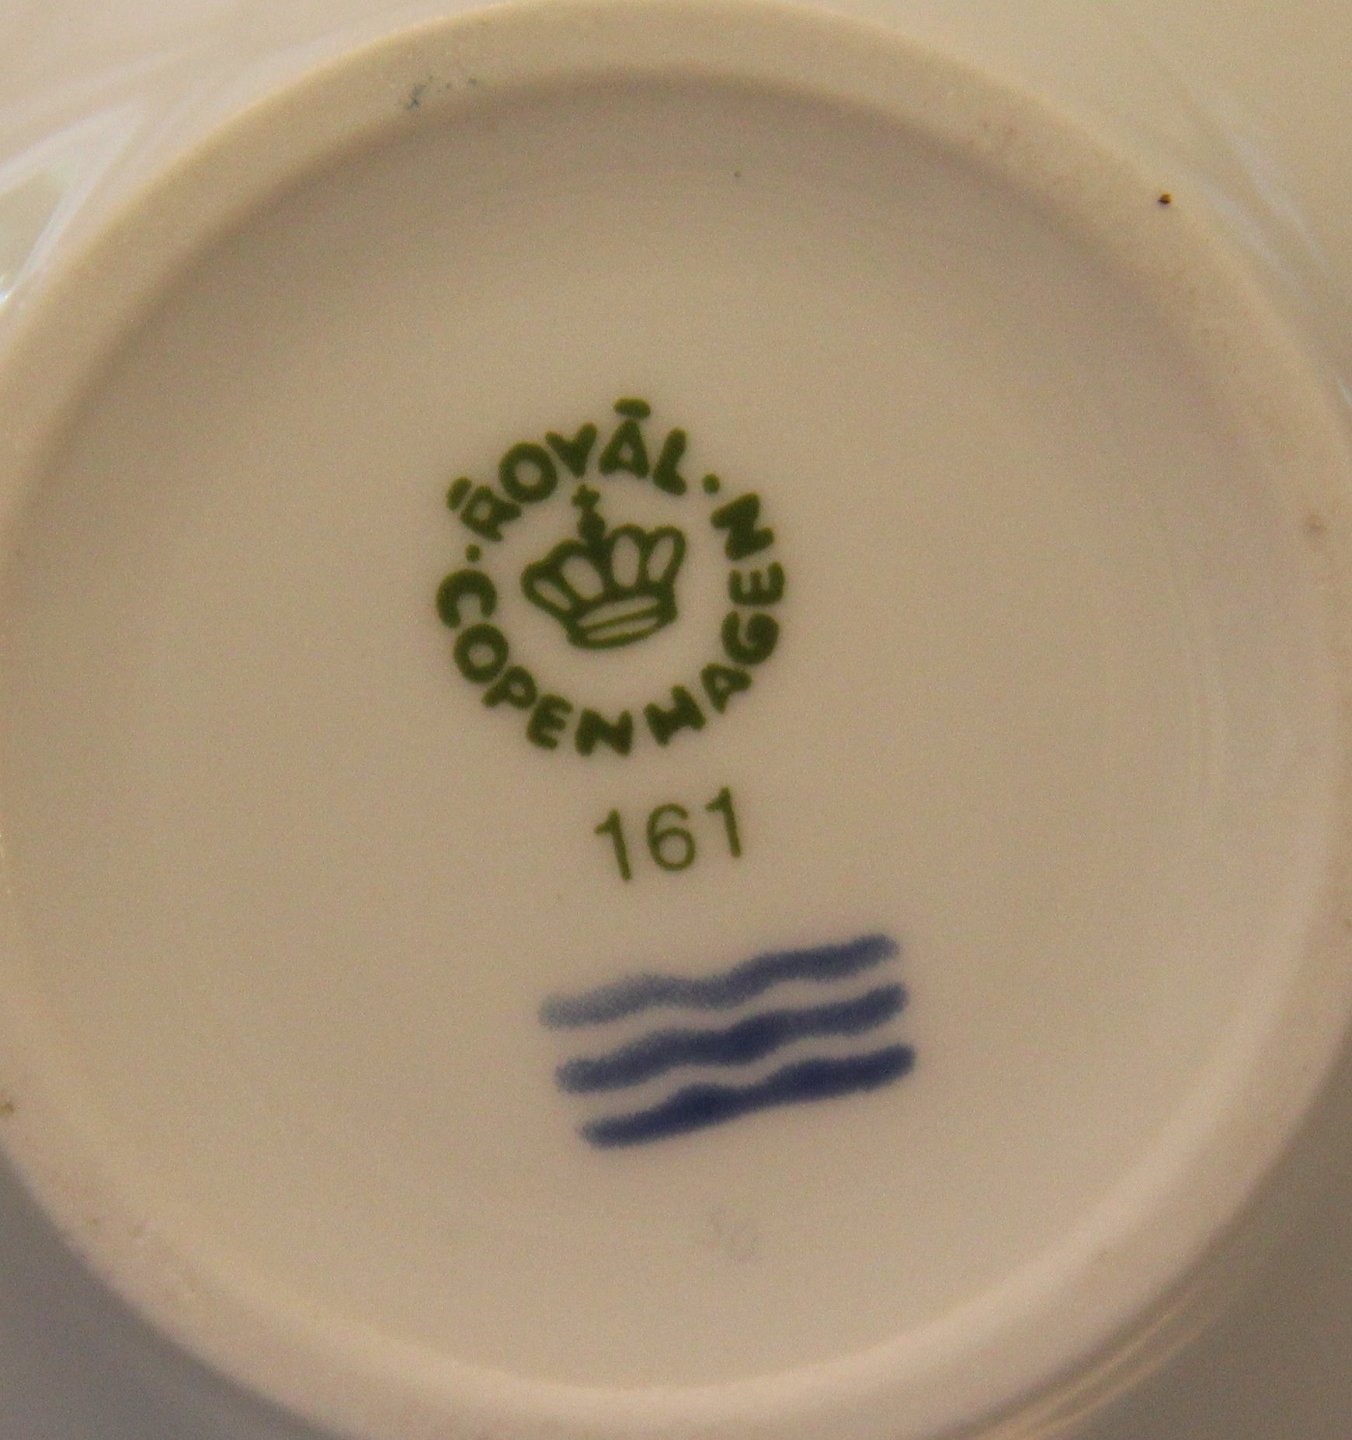 ROYAL · COPENHAGEN ·
161